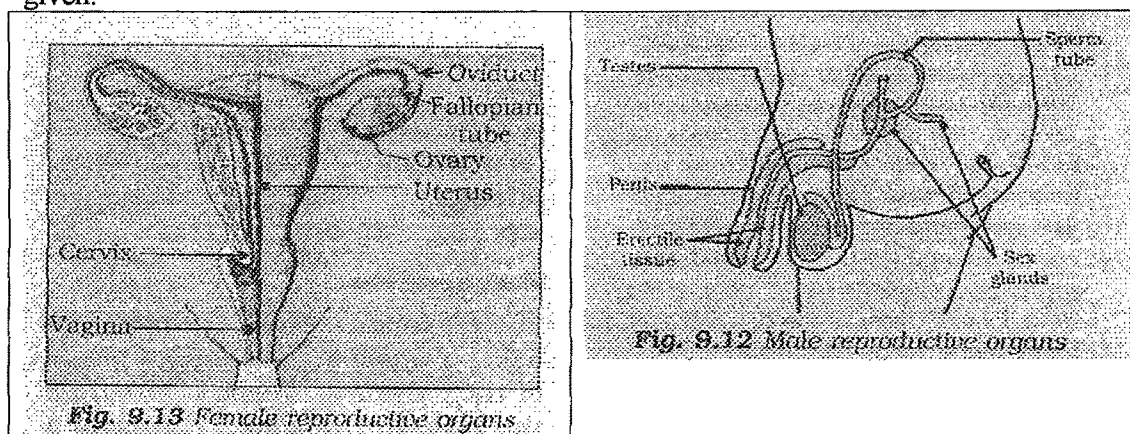 given.
Oviduct
Fallopian
tube
Ovary
Uterus
Cervix
Vagina
Fig. 9.13 Female reproductive organs
Testes
Sperm
tube
Penis
Erectile
tissue
Sex
glands
Fig. 9.12 Male reproductive organs